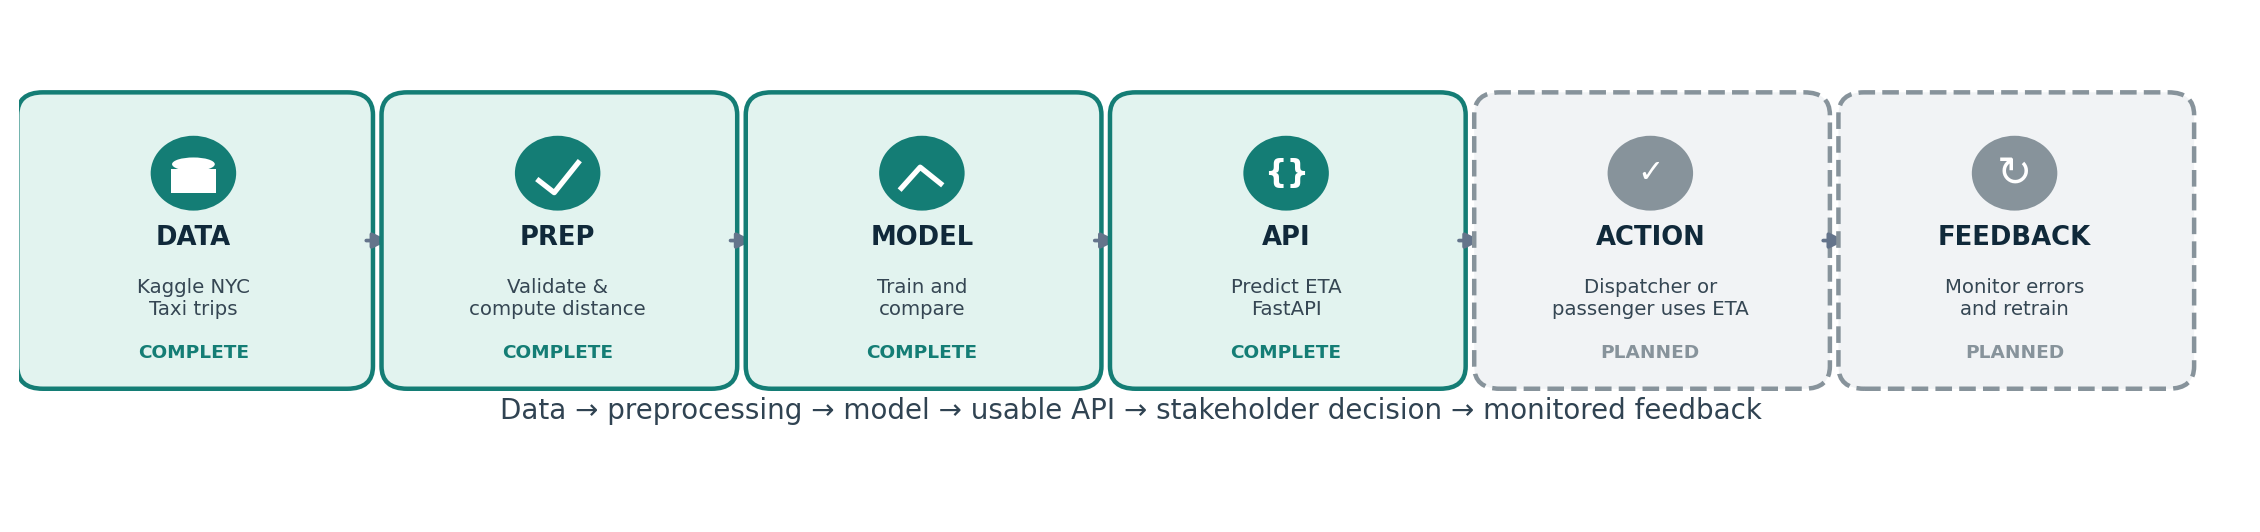 {}
✓
↻
DATA
PREP
MODEL
API
ACTION
FEEDBACK
Kaggle NYC
Taxi trips
Validate &
compute distance
Train and
compare
Predict ETA
FastAPI
Dispatcher or
passenger uses ETA
Monitor errors
and retrain
COMPLETE
COMPLETE
COMPLETE
COMPLETE
PLANNED
PLANNED
Data → preprocessing → model → usable API → stakeholder decision → monitored feedback